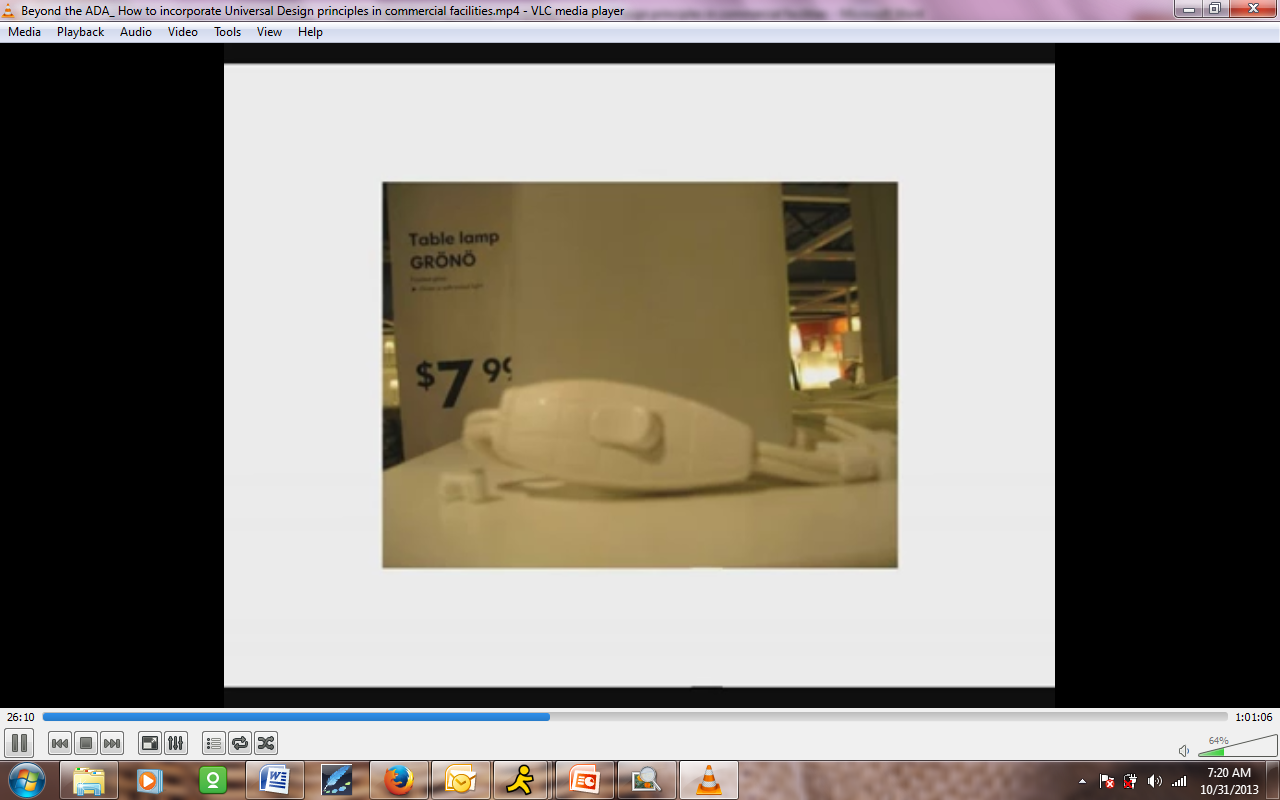 Beyond the ADA_ How to incorporate Universal Design principles in commercial facilities.mp4 - VLC media player
Media Playback Audio Video Tools View Help
Table lamp
GRÖNÖ
$7 99
26:10
1:01:06
64%
7:20 AM
10/31/2013